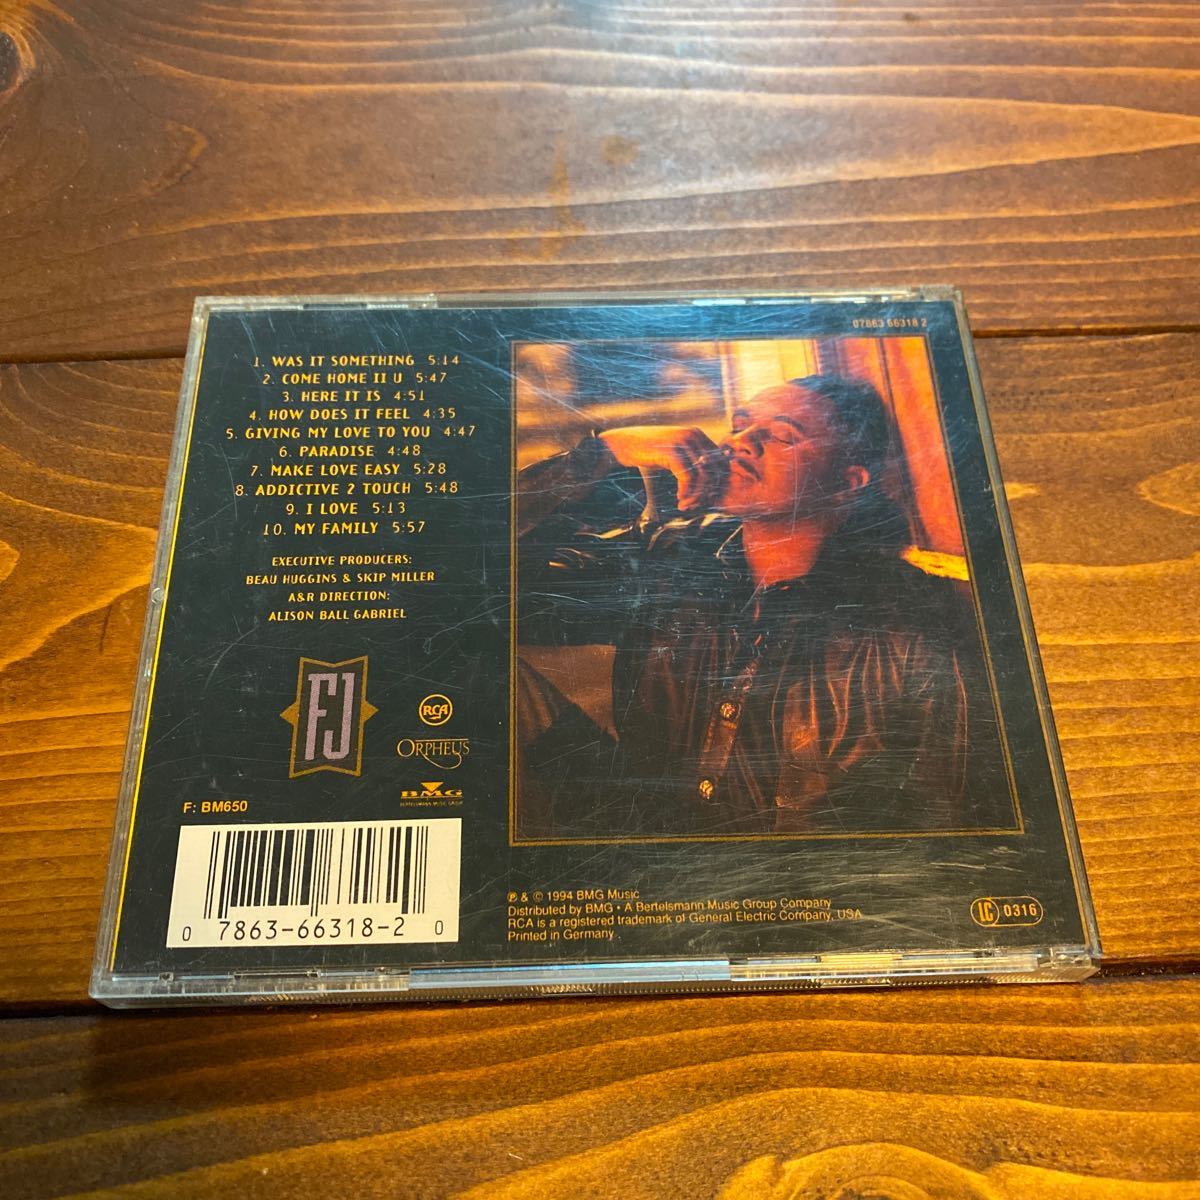 07863 66318 2
1. WAS IT SOMETHING 5:14
2. COME HOME II U 5:47
3. HERE IT IS 4:51
4. HOW DOES IT FEEL 4:35
5. GIVING MY LOVE TO YOU 4:47
6. PARADISE 4:48
7. MAKE LOVE EASY 5:28
8. ADDICTIVE 2 TOUCH 5:48
9. I LOVE 5:13
10. MY FAMILY 5:57
EXECUTIVE PRODUCERS:
BEAU HUGGINS & SKIP MILLER
A&R DIRECTION:
ALISON BALL GABRIEL
FJ
RCA
ORPHEUS
BMG
BERTELSMANN MUSIC GROUP
F: BM650
0 7863-66318-2 0
℗ & © 1994 BMG Music
Distributed by BMG • A Bertelsmann Music Group Company
RCA is a registered trademark of General Electric Company, USA
Printed in Germany
LC 0316